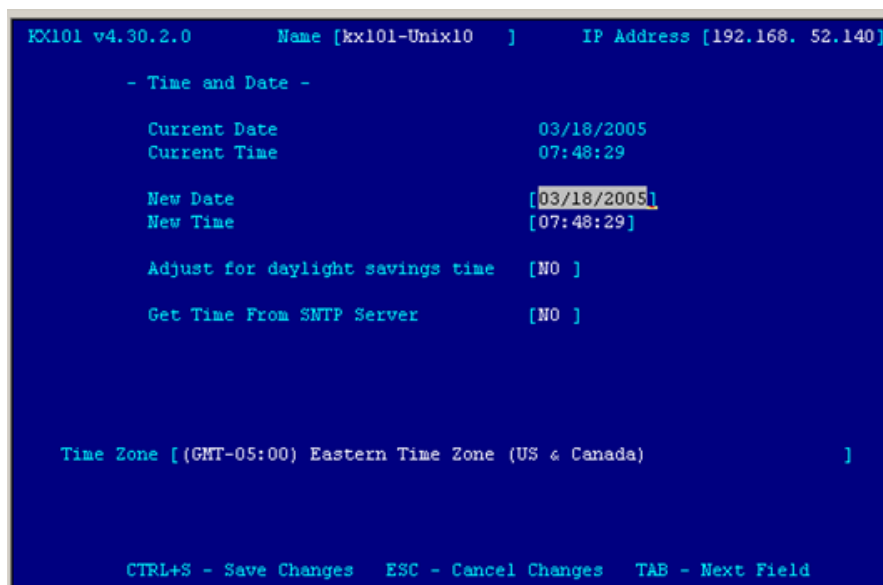 KX101 v4.30.2.0 Name [kx101-Unix10 ] IP Address [192.168. 52.140]
- Time and Date -
Current Date 03/18/2005
Current Time 07:48:29
New Date [03/18/2005]
New Time [07:48:29]
Adjust for daylight savings time [NO ]
Get Time From SNTP Server [NO ]
Time Zone [(GMT-05:00) Eastern Time Zone (US & Canada) ]
CTRL+S - Save Changes ESC - Cancel Changes TAB - Next Field